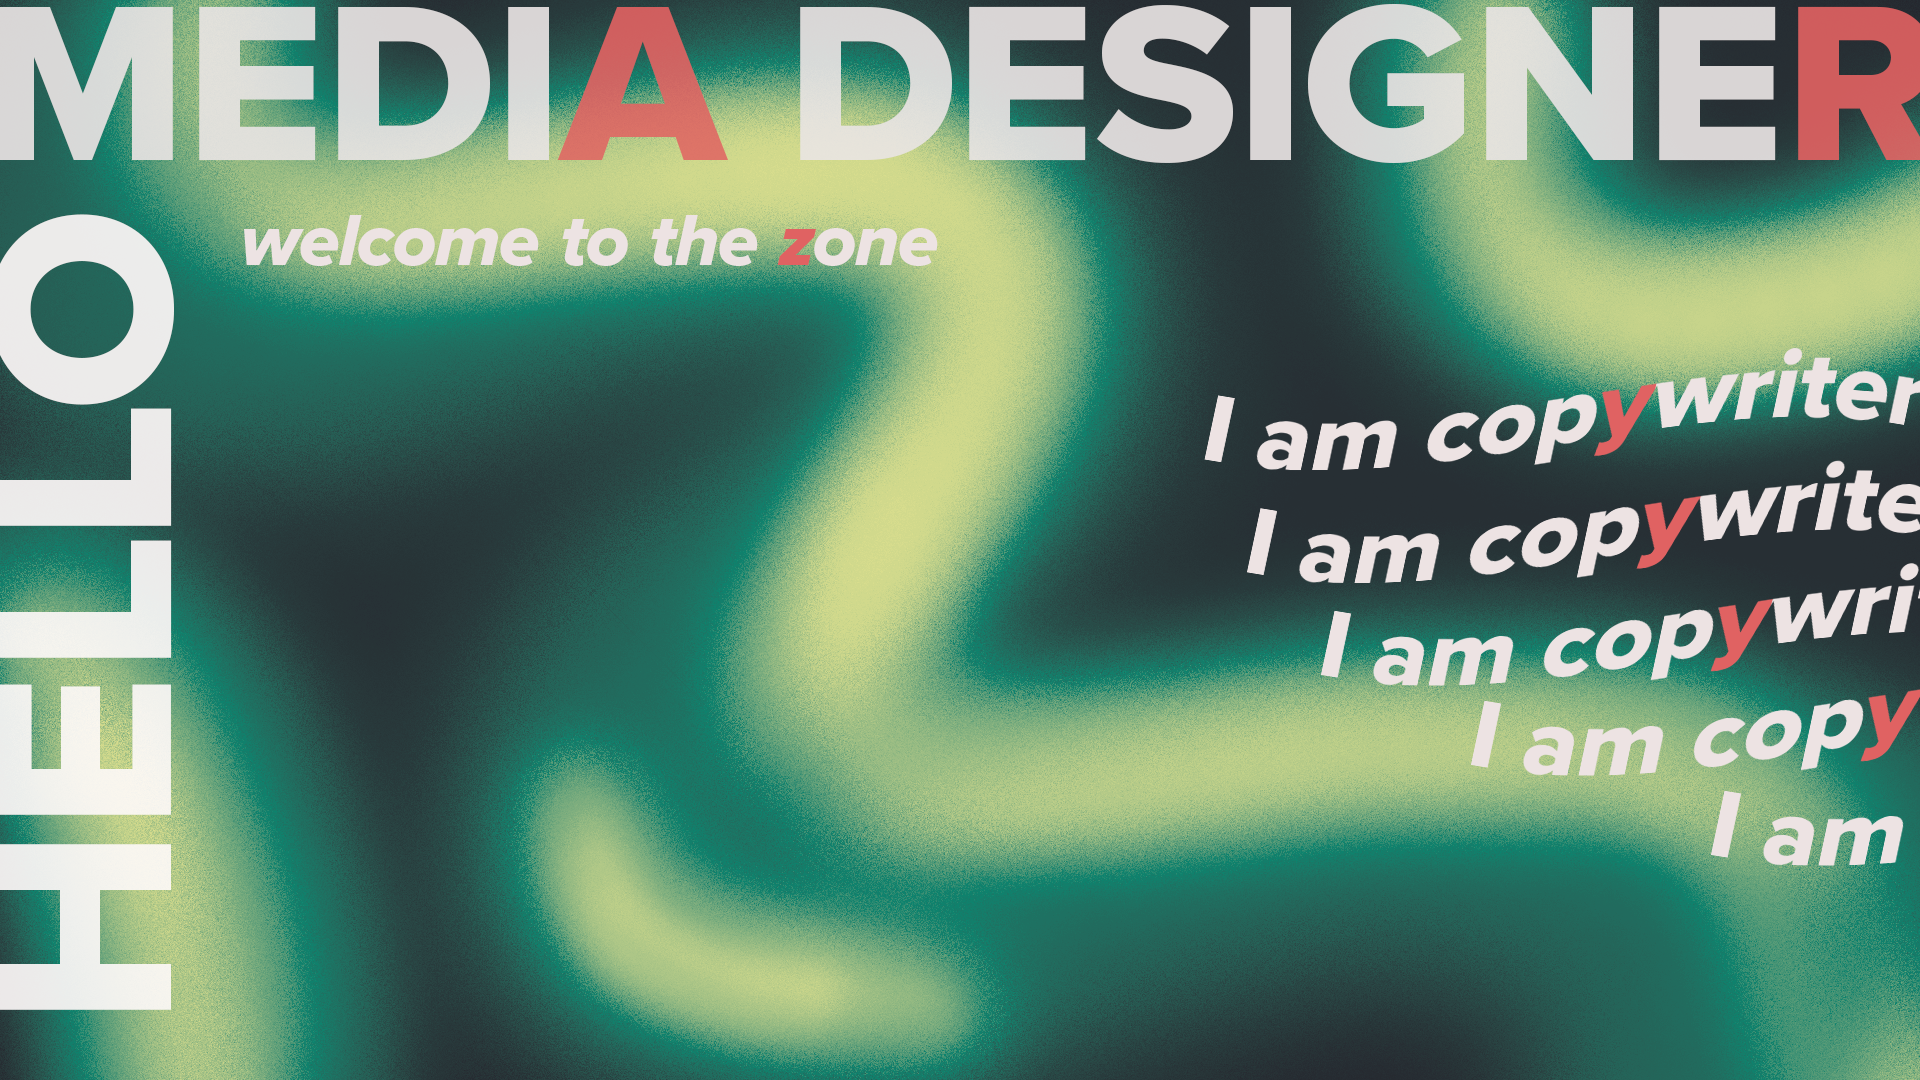 MEDIA DESIGNER
HELLO
welcome to the zone
I am copywriter
I am copywrite
I am copywri
I am copy
I am